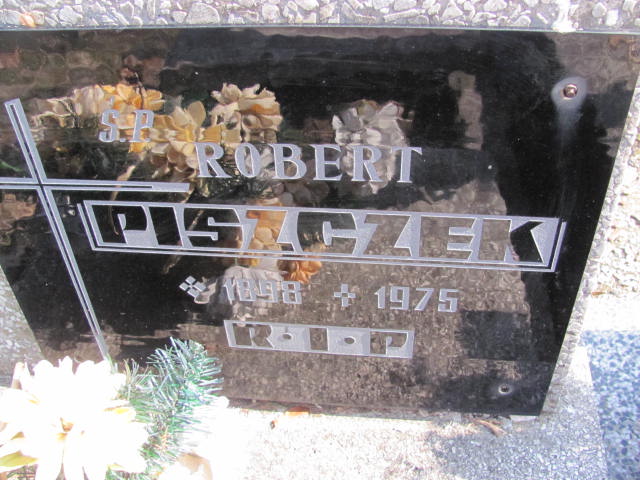 S.P.
ROBERT
PISZCZEK
1898 + 1975
R.I.P